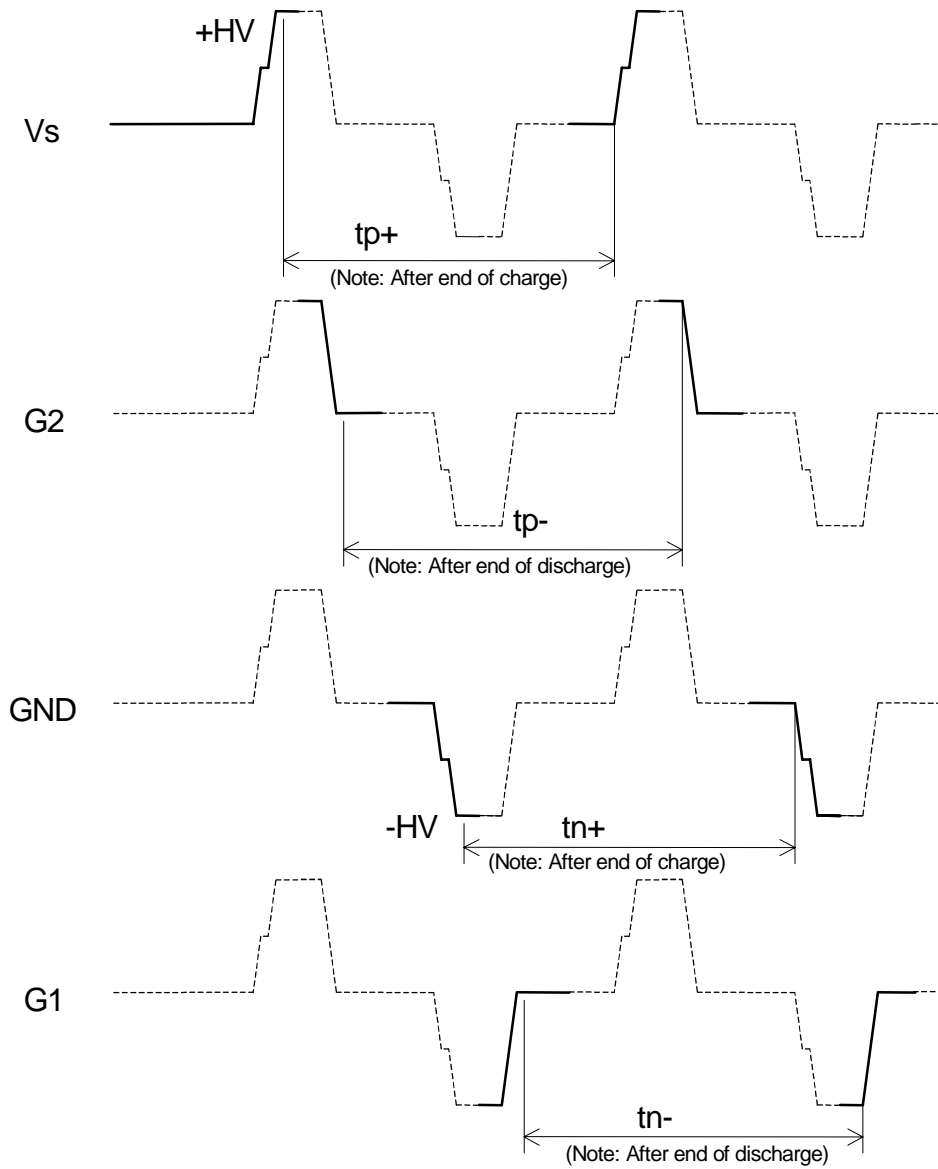 +HV
Vs
tp+
(Note: After end of charge)
G2
tp-
(Note: After end of discharge)
GND
-HV
tn+
(Note: After end of charge)
G1
tn-
(Note: After end of discharge)